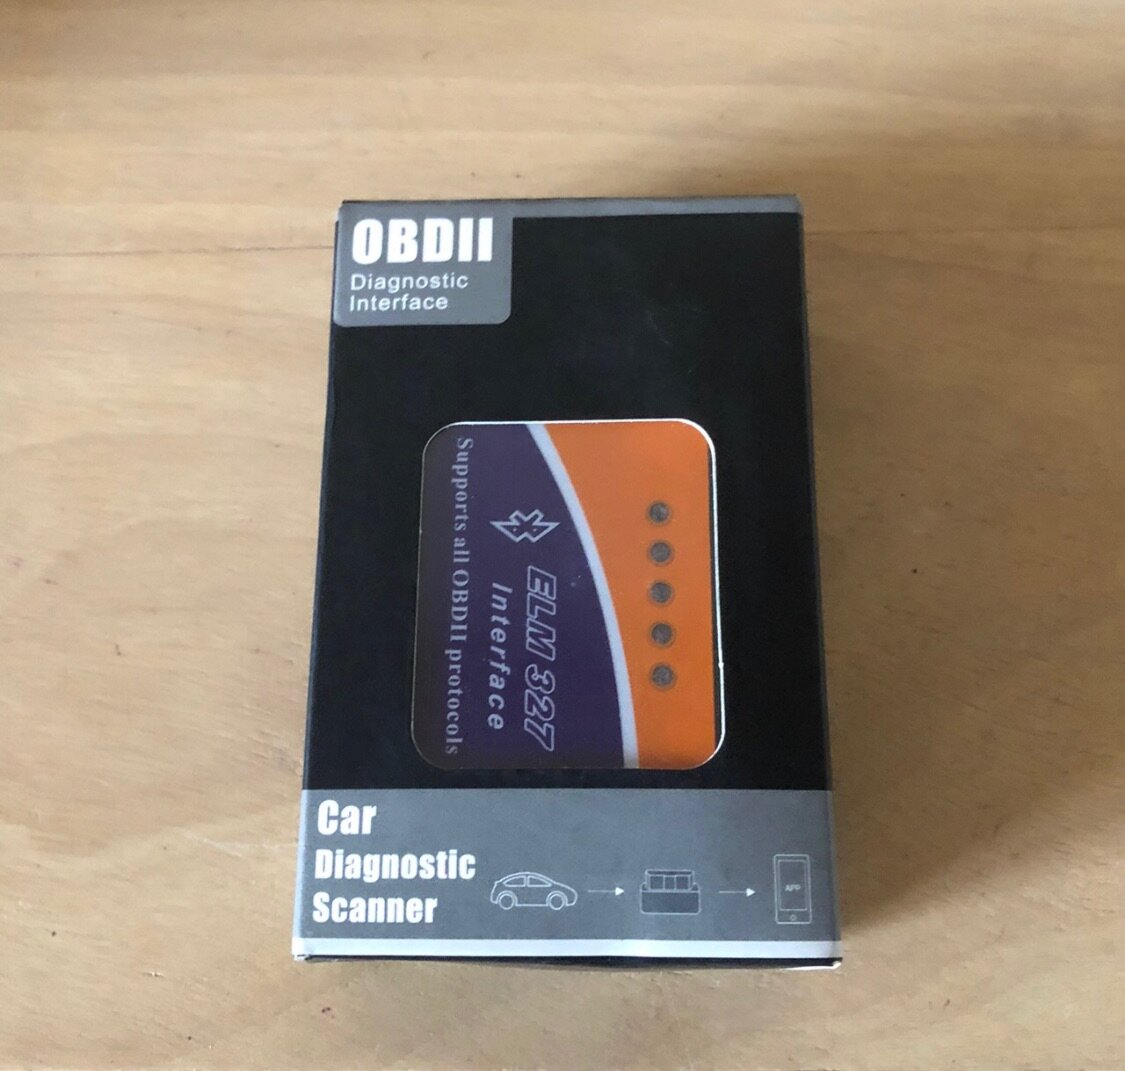 OBDII
Diagnostic
Interface
ELM 327
Interface
Supports all OBDII protocols
Car
Diagnostic
Scanner
APP